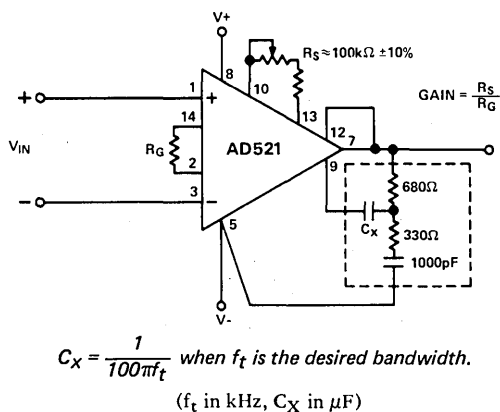 V+
8
RS ≈ 100kΩ ±10%
10
1
+
+
13
GAIN = RS
RG
14
12
7
VIN
RG
AD521
2
9
680Ω
3
−
−
5
CX
330Ω
1000pF
V-
CX = 1
100πft
when ft is the desired bandwidth.
(ft in kHz, CX in µF)